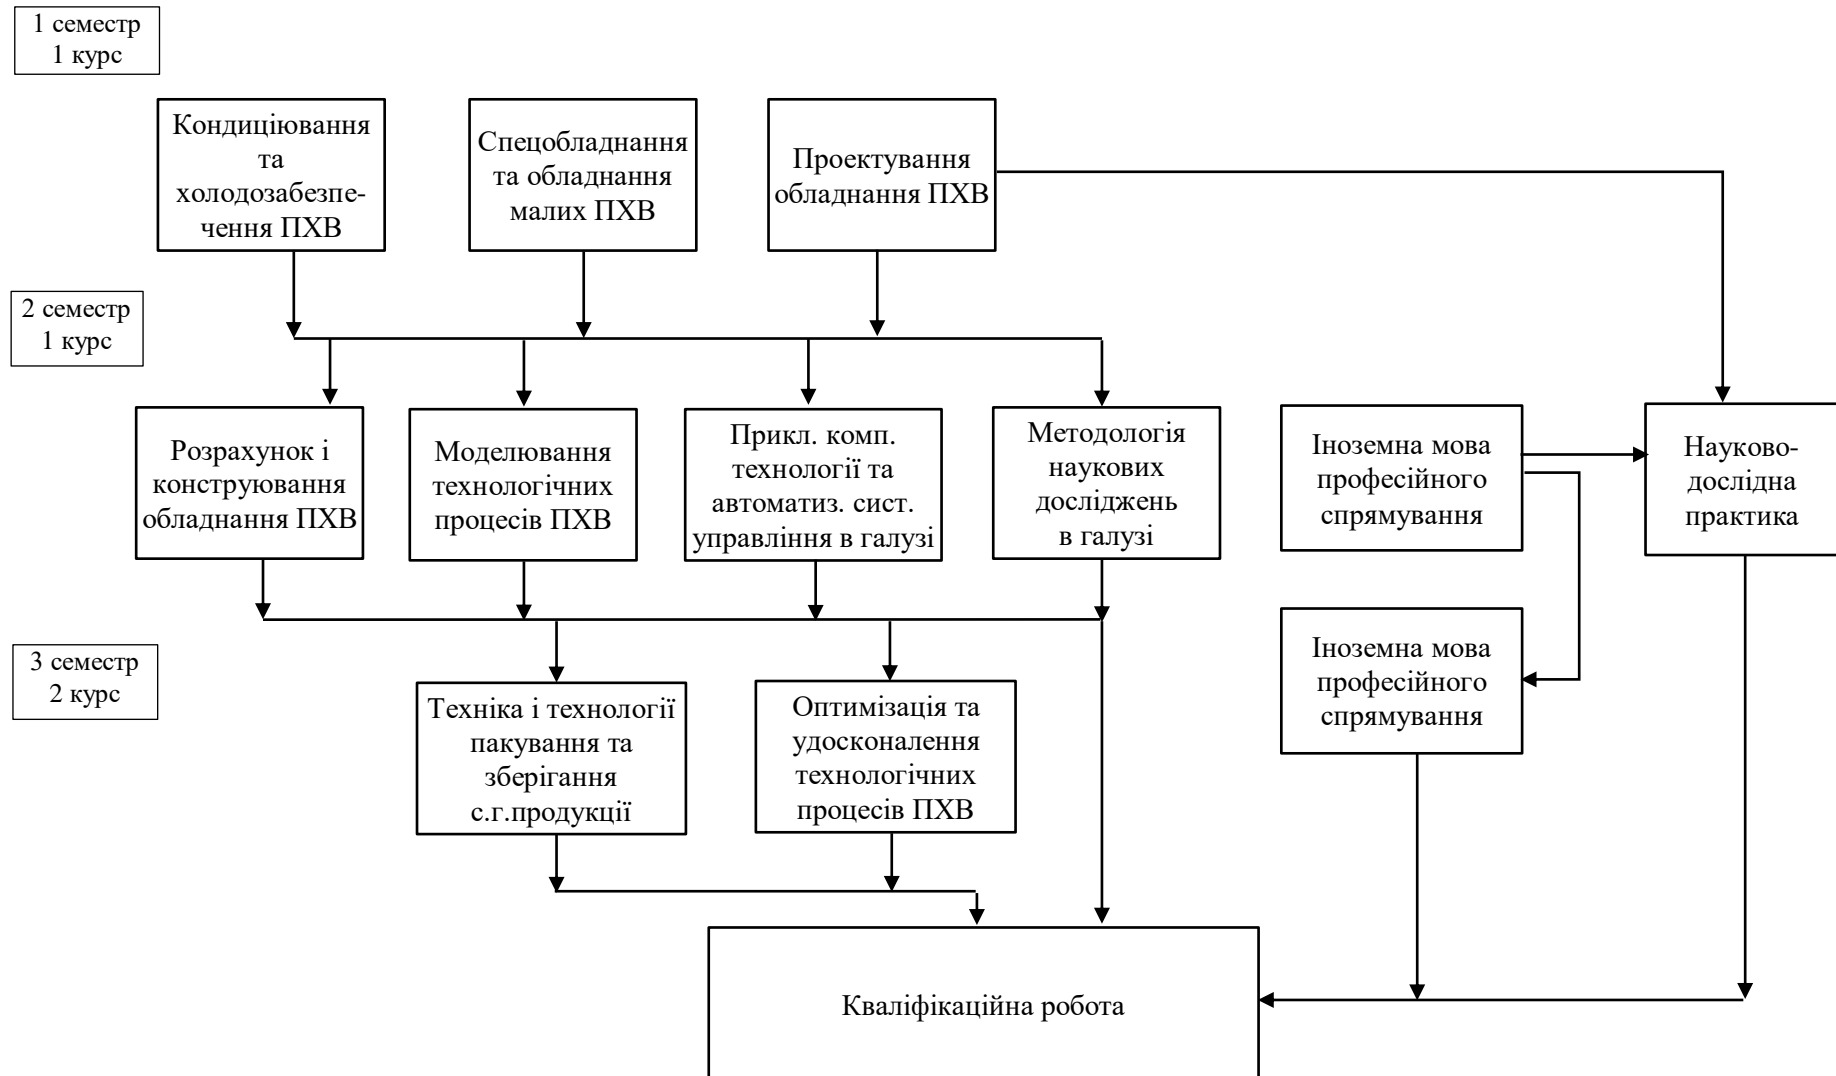 1 семестр
1 курс
Кондиціювання
та
холодозабезпе-
чення ПХВ
Спецобладнання
та обладнання
малих ПХВ
Проектування
обладнання ПХВ
2 семестр
1 курс
Розрахунок і
конструювання
обладнання ПХВ
Моделювання
технологічних
процесів ПХВ
Прикл. комп.
технології та
автоматиз. сист.
управління в галузі
Методологія
наукових
досліджень
в галузі
Іноземна мова
професійного
спрямування
Науково-
дослідна
практика
3 семестр
2 курс
Техніка і технології
пакування та
зберігання
с.г.продукції
Оптимізація та
удосконалення
технологічних
процесів ПХВ
Іноземна мова
професійного
спрямування
Кваліфікаційна робота